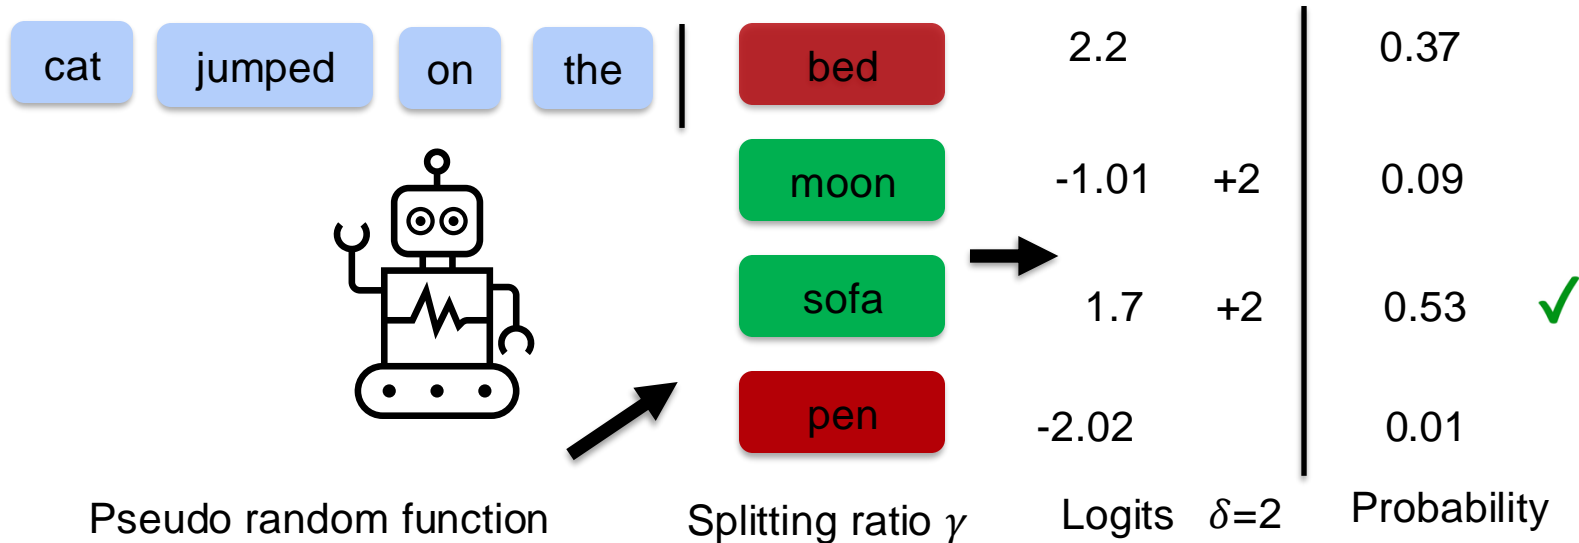 cat jumped on the bed 2.2 0.37
moon -1.01 +2 0.09
sofa 1.7 +2 0.53
pen -2.02 0.01
Pseudo random function Splitting ratio γ Logits δ=2 Probability